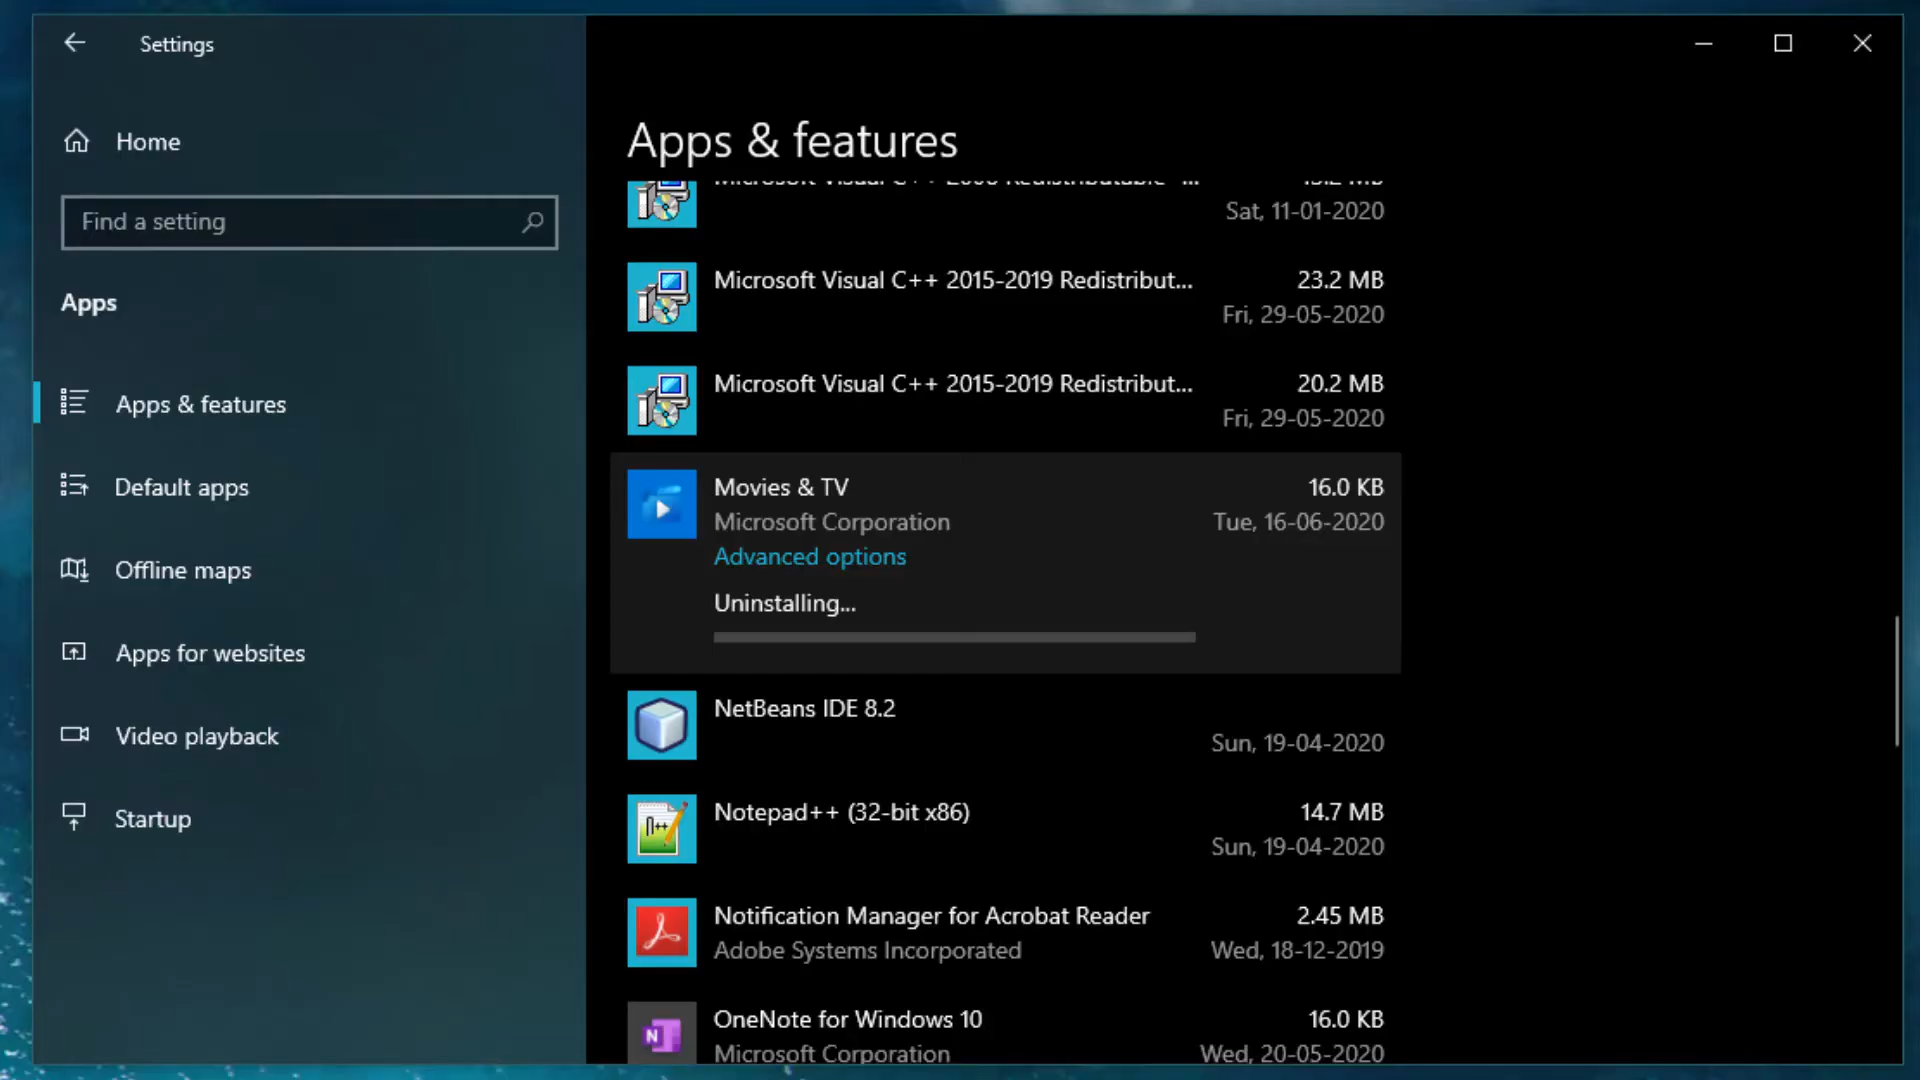 Settings
Home
Find a setting
Apps
Apps & features
Default apps
Offline maps
Apps for websites
Video playback
Startup
Apps & features
Sat, 11-01-2020
Microsoft Visual C++ 2015-2019 Redistribut... 23.2 MB
Fri, 29-05-2020
Microsoft Visual C++ 2015-2019 Redistribut... 20.2 MB
Fri, 29-05-2020
Movies & TV 16.0 KB
Microsoft Corporation Tue, 16-06-2020
Advanced options
Uninstalling...
NetBeans IDE 8.2
Sun, 19-04-2020
Notepad++ (32-bit x86) 14.7 MB
Sun, 19-04-2020
Notification Manager for Acrobat Reader 2.45 MB
Adobe Systems Incorporated Wed, 18-12-2019
OneNote for Windows 10 16.0 KB
Microsoft Corporation Wed, 20-05-2020